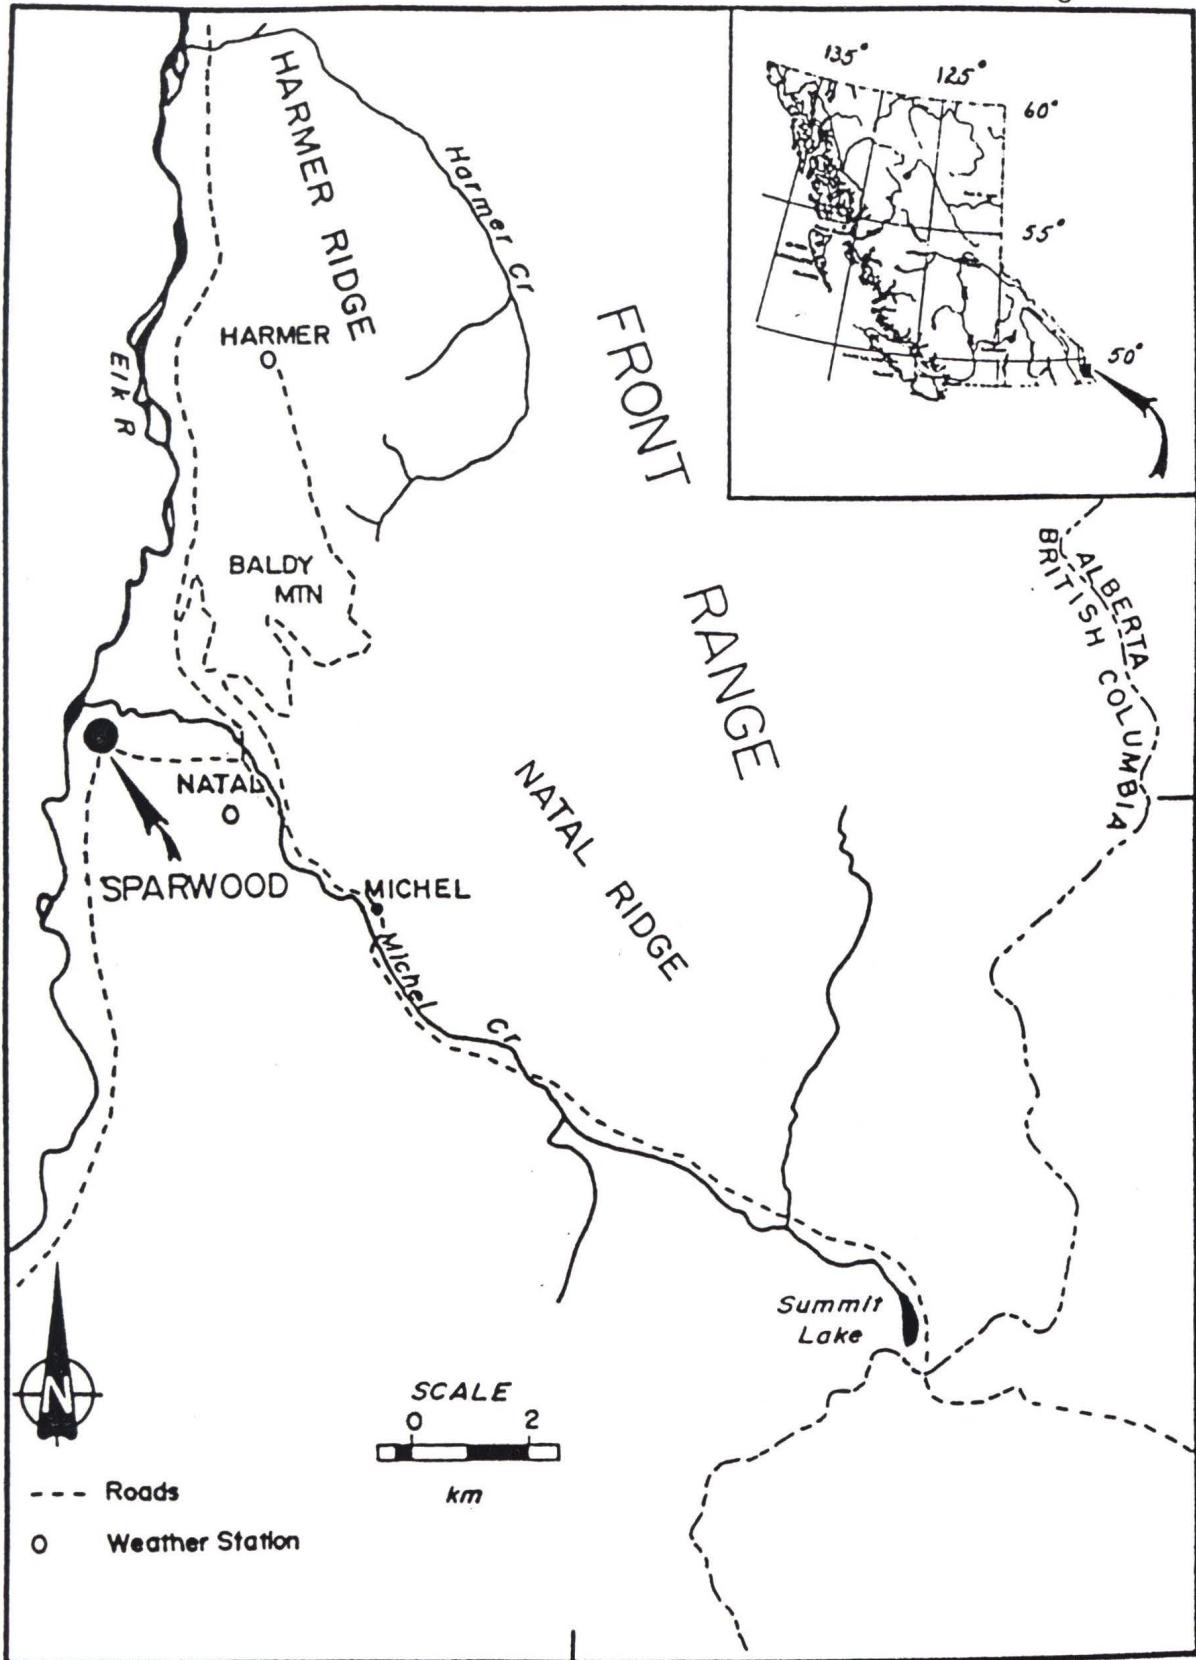 135°
125°
60°
55°
50°
HARMER RIDGE
Harmer Cr
HARMER
Elk R
FRONT
RANGE
ALBERTA
BRITISH COLUMBIA
BALDY
MTN
NATAL
SPARWOOD
MICHEL
Michel Cr
NATAL RIDGE
Summit
Lake
N
SCALE
0 2
km
Roads
Weather Station